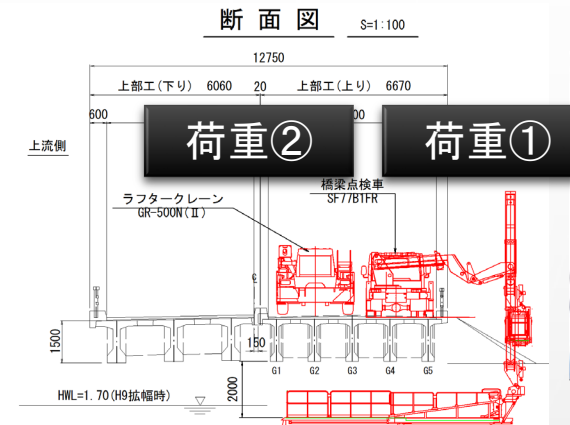 断面図 S=1:100
12750
上部工(下り) 6060 20 上部工(上り) 6670
600
荷重② 荷重①
上流側
橋梁点検車
SF77B1FR
ラフタークレーン
GR-500N(Ⅱ)
1500
150
G1 G2 G3 G4 G5
2000
HWL=1.70(H9拡幅時)